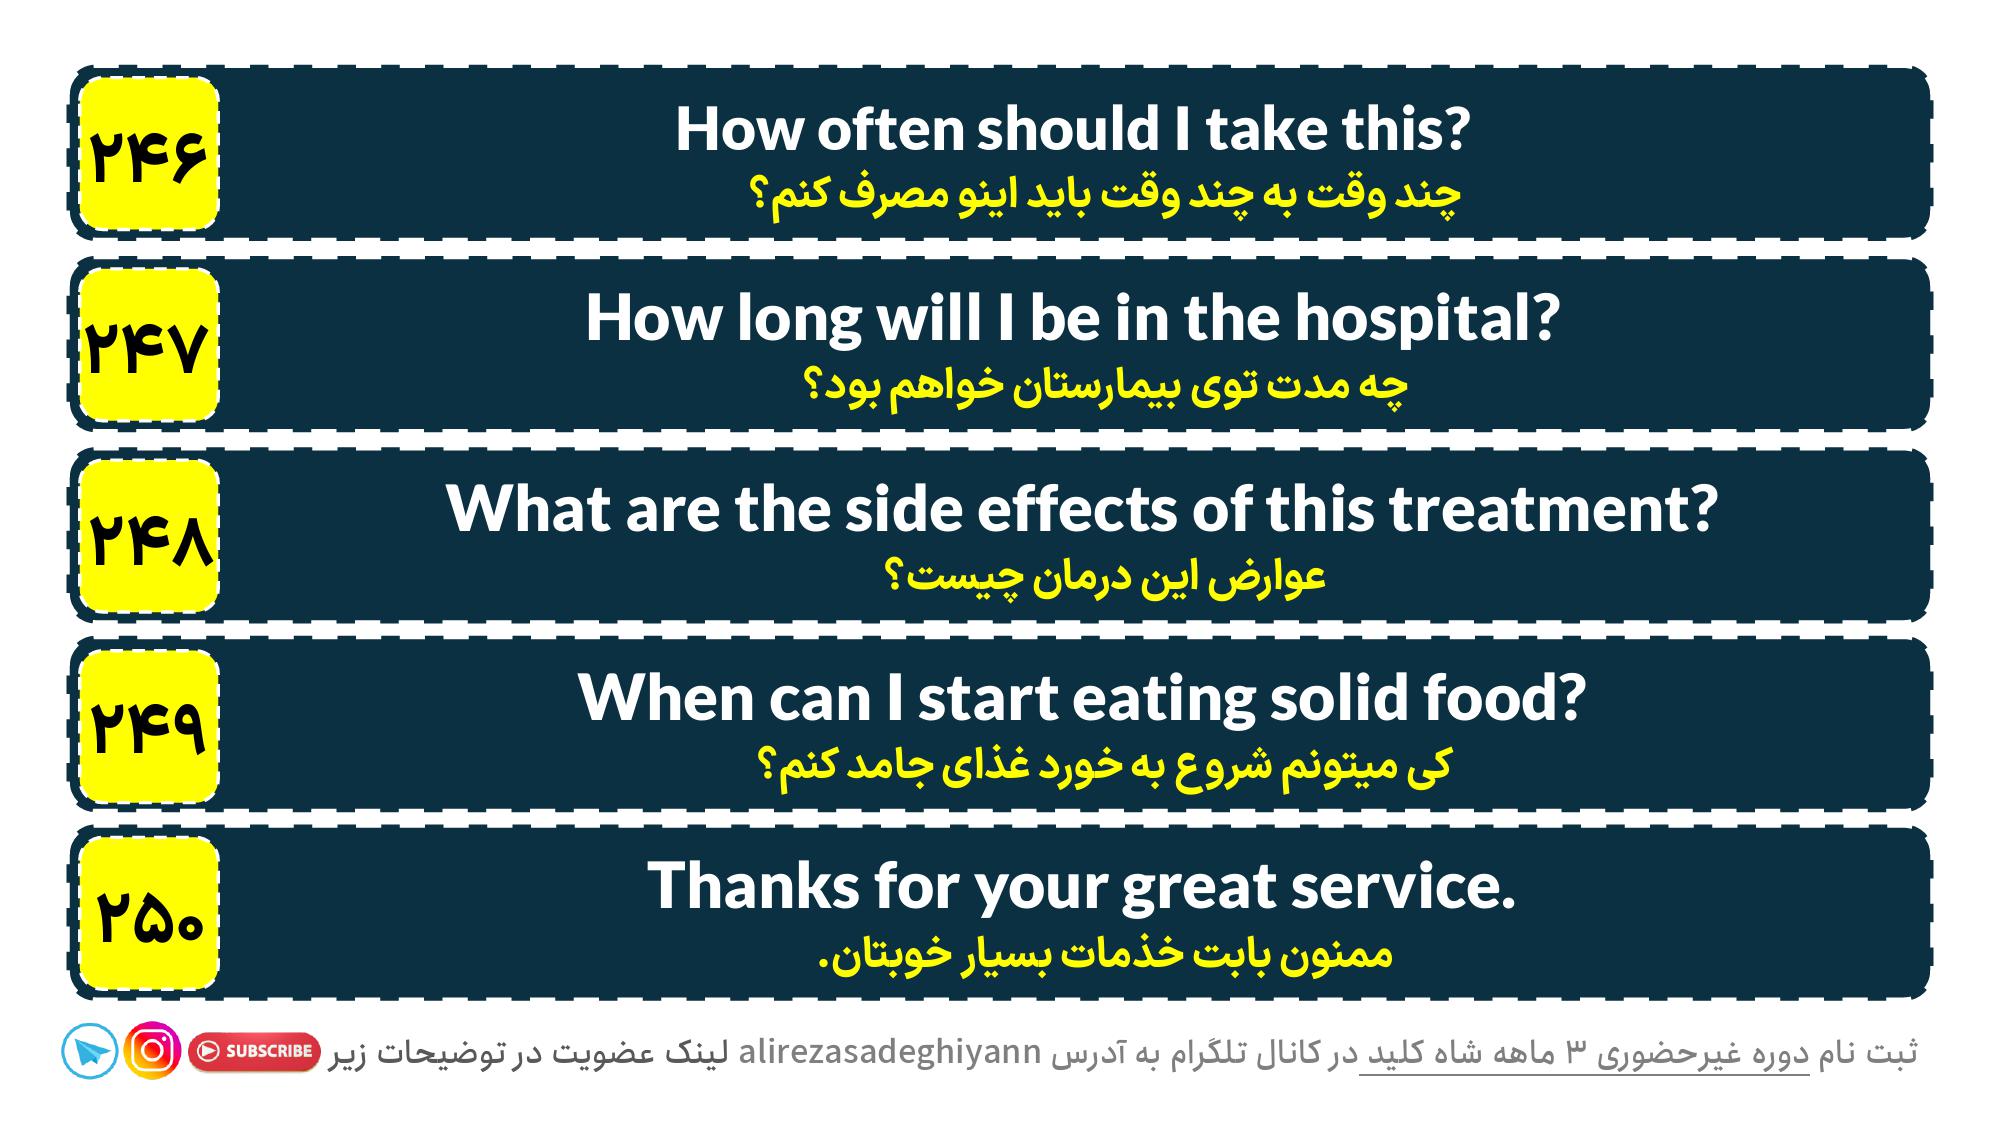 ۲۴۶
How often should I take this?
چند وقت به چند وقت باید اینو مصرف کنم؟
۲۴۷
How long will I be in the hospital?
چه مدت توی بیمارستان خواهم بود؟
۲۴۸
What are the side effects of this treatment?
عوارض این درمان چیست؟
۲۴۹
When can I start eating solid food?
کی میتونم شروع به خورد غذای جامد کنم؟
۲۵۰
Thanks for your great service.
ممنون بابت خذمات بسیار خوبتان.
ثبت نام دوره غیرحضوری ۳ ماهه شاه کلید در کانال تلگرام به آدرس alirezasadeghiyann لینک عضویت در توضیحات زیر
SUBSCRIBE